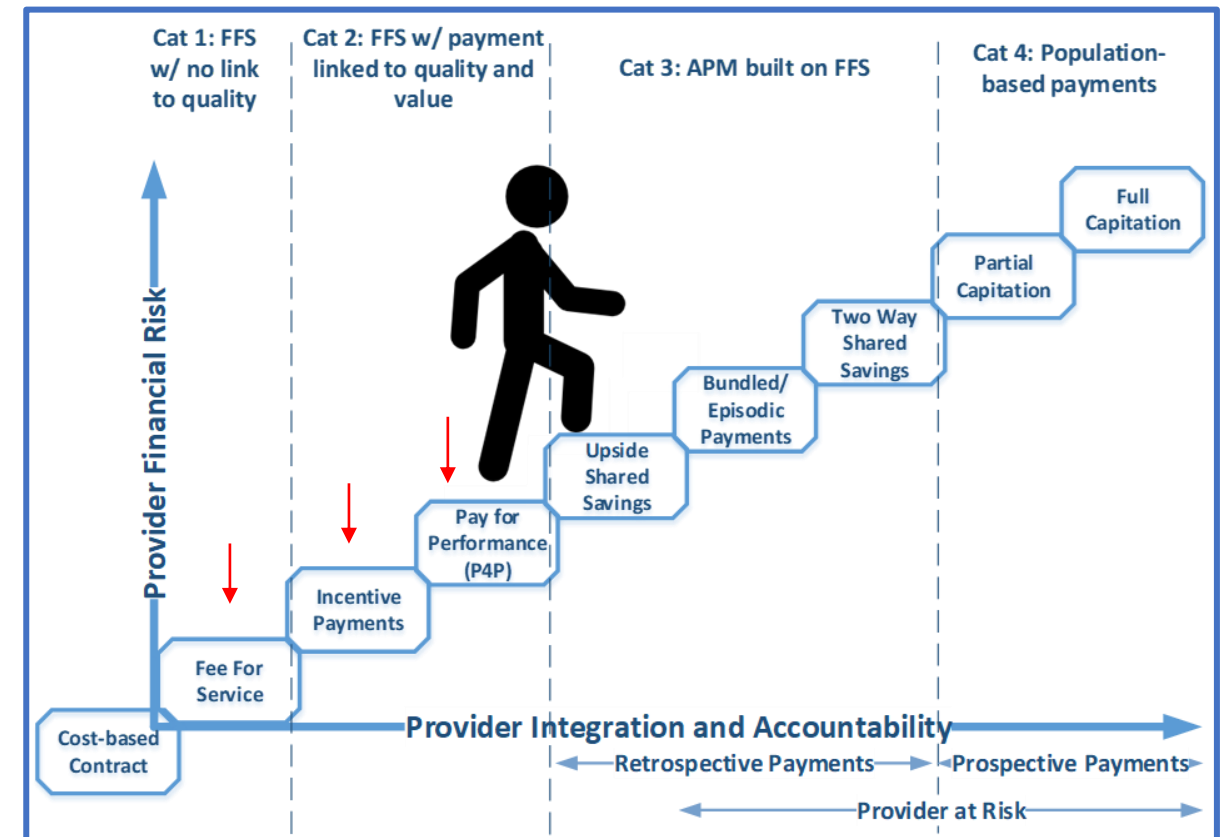 Cat 1: FFS
w/ no link
to quality
Cat 2: FFS w/ payment
linked to quality and
value
Cat 3: APM built on FFS
Cat 4: Population-
based payments
Provider Financial Risk
Full
Capitation
Partial
Capitation
Two Way
Shared
Savings
Bundled/
Episodic
Payments
Upside
Shared
Savings
Pay for
Performance
(P4P)
Incentive
Payments
Fee For
Service
Cost-based
Contract
Provider Integration and Accountability
Retrospective Payments
Prospective Payments
Provider at Risk